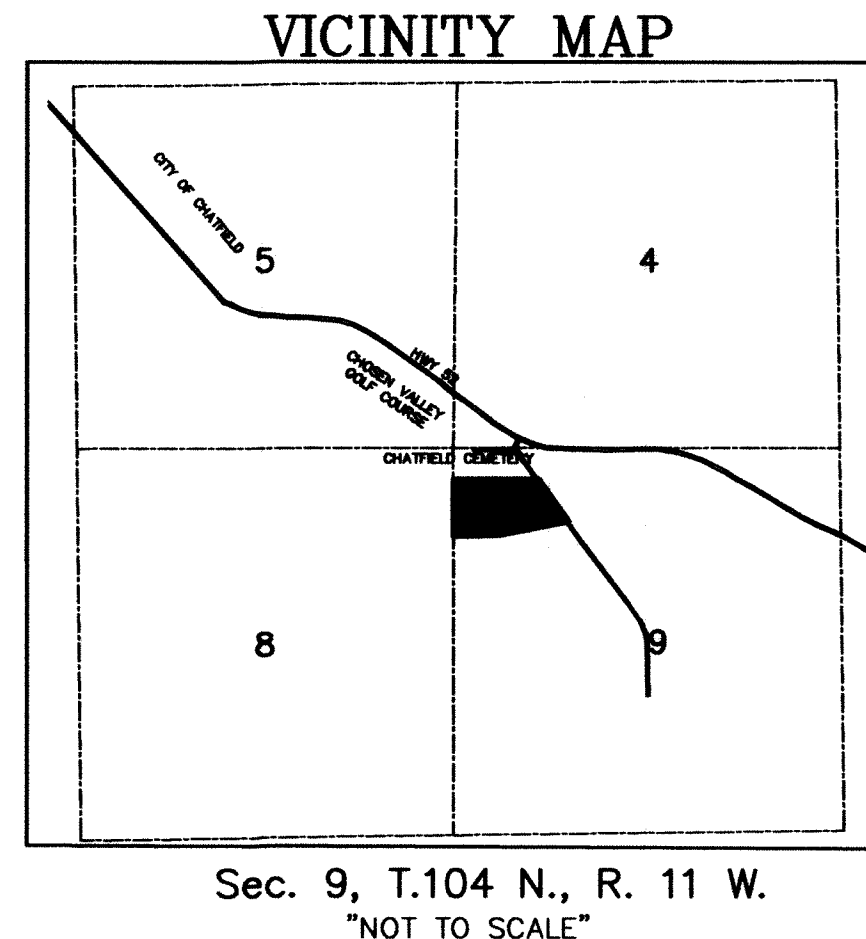 VICINITY MAP
CITY OF CHATFIELD
5
4
HWY 52
CHOSEN VALLEY
GOLF COURSE
CHATFIELD CEMETERY
8
9
Sec. 9, T.104 N., R. 11 W.
"NOT TO SCALE"